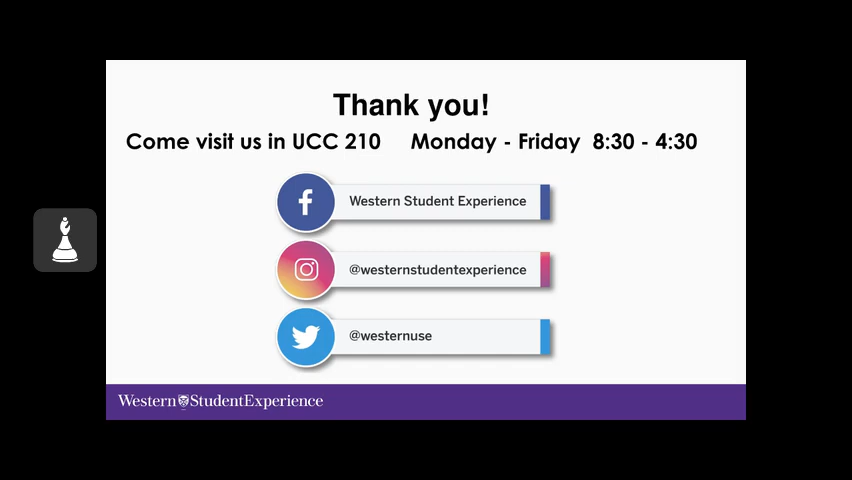 Thank you!
Come visit us in UCC 210 Monday - Friday 8:30 - 4:30
Western Student Experience
@westernstudentexperience
@westernuse
Western StudentExperience